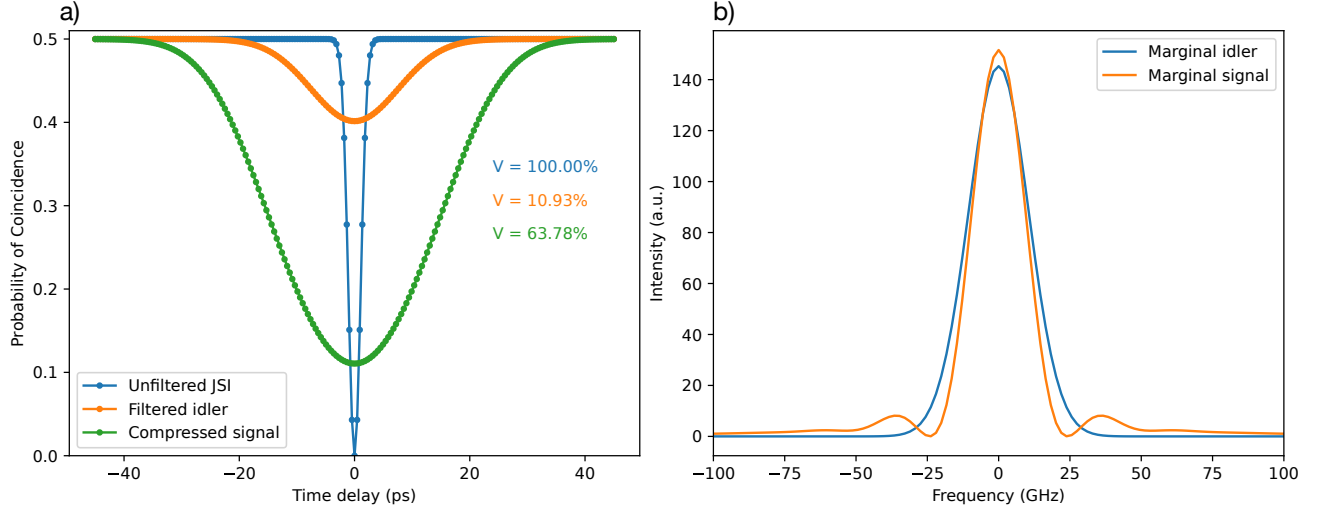 a)
0.5
0.4
0.3
0.2
0.1
0.0
Probability of Coincidence
V = 100.00%
V = 10.93%
V = 63.78%
Unfiltered JSI
Filtered idler
Compressed signal
−40 −20 0 20 40
Time delay (ps)
b)
140
120
100
80
60
40
20
0
Intensity (a.u.)
Marginal idler
Marginal signal
−100 −75 −50 −25 0 25 50 75 100
Frequency (GHz)